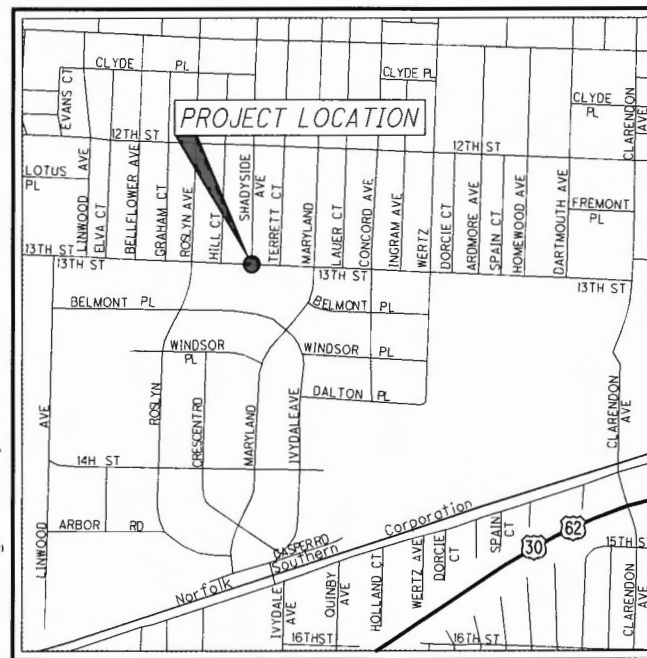 CLYDE PL
EVANS CT
CLYDE PL
CLYDE PL
CLARENDON AVE
PROJECT LOCATION
12TH ST
12TH ST
LOTUS PL
LINWOOD AVE
ELVA CT
BELLFLOWER AVE
GRAHAM CT
ROSLYN AVE
HILL CT
SHADYSIDE AVE
TERRETT CT
MARYLAND
LAUER CT
CONCORD AVE
INGRAM AVE
WERTZ
DORCIE CT
ARDMORE AVE
SPAIN CT
HOMEWOOD AVE
DARTMOUTH AVE
FREMONT PL
13TH ST
13TH ST
13TH ST
13TH ST
BELMONT PL
BELMONT PL
WINDSOR PL
WINDSOR PL
DALTON PL
ROSLYN
CRESCENTRD
MARYLAND
IVYDALEAVE
CLARENDON AVE
LINWOOD AVE
14H ST
ARBOR RD
GASPERRD
Norfolk Southern Corporation
IVYDALE AVE
QUINBY AVE
HOLLAND CT
WERTZ AVE
DORCIE CT
SPAIN CT
30
62
15TH ST
CLARENDON AVE
16THST
16TH ST